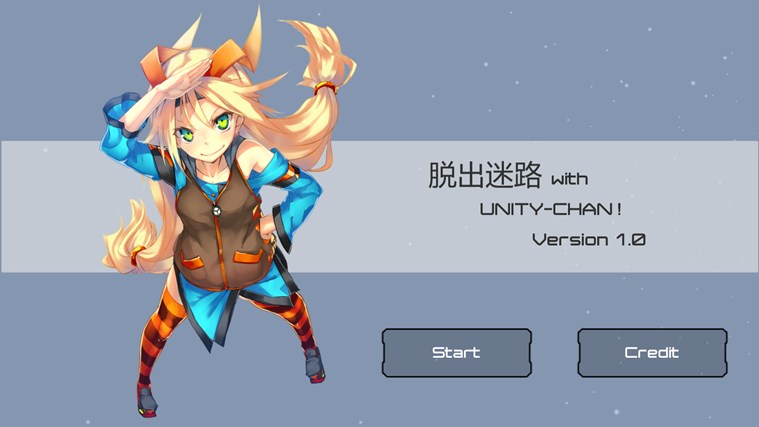 脱出迷路 with
UNITY-CHAN!
Version 1.0
Start
Credit